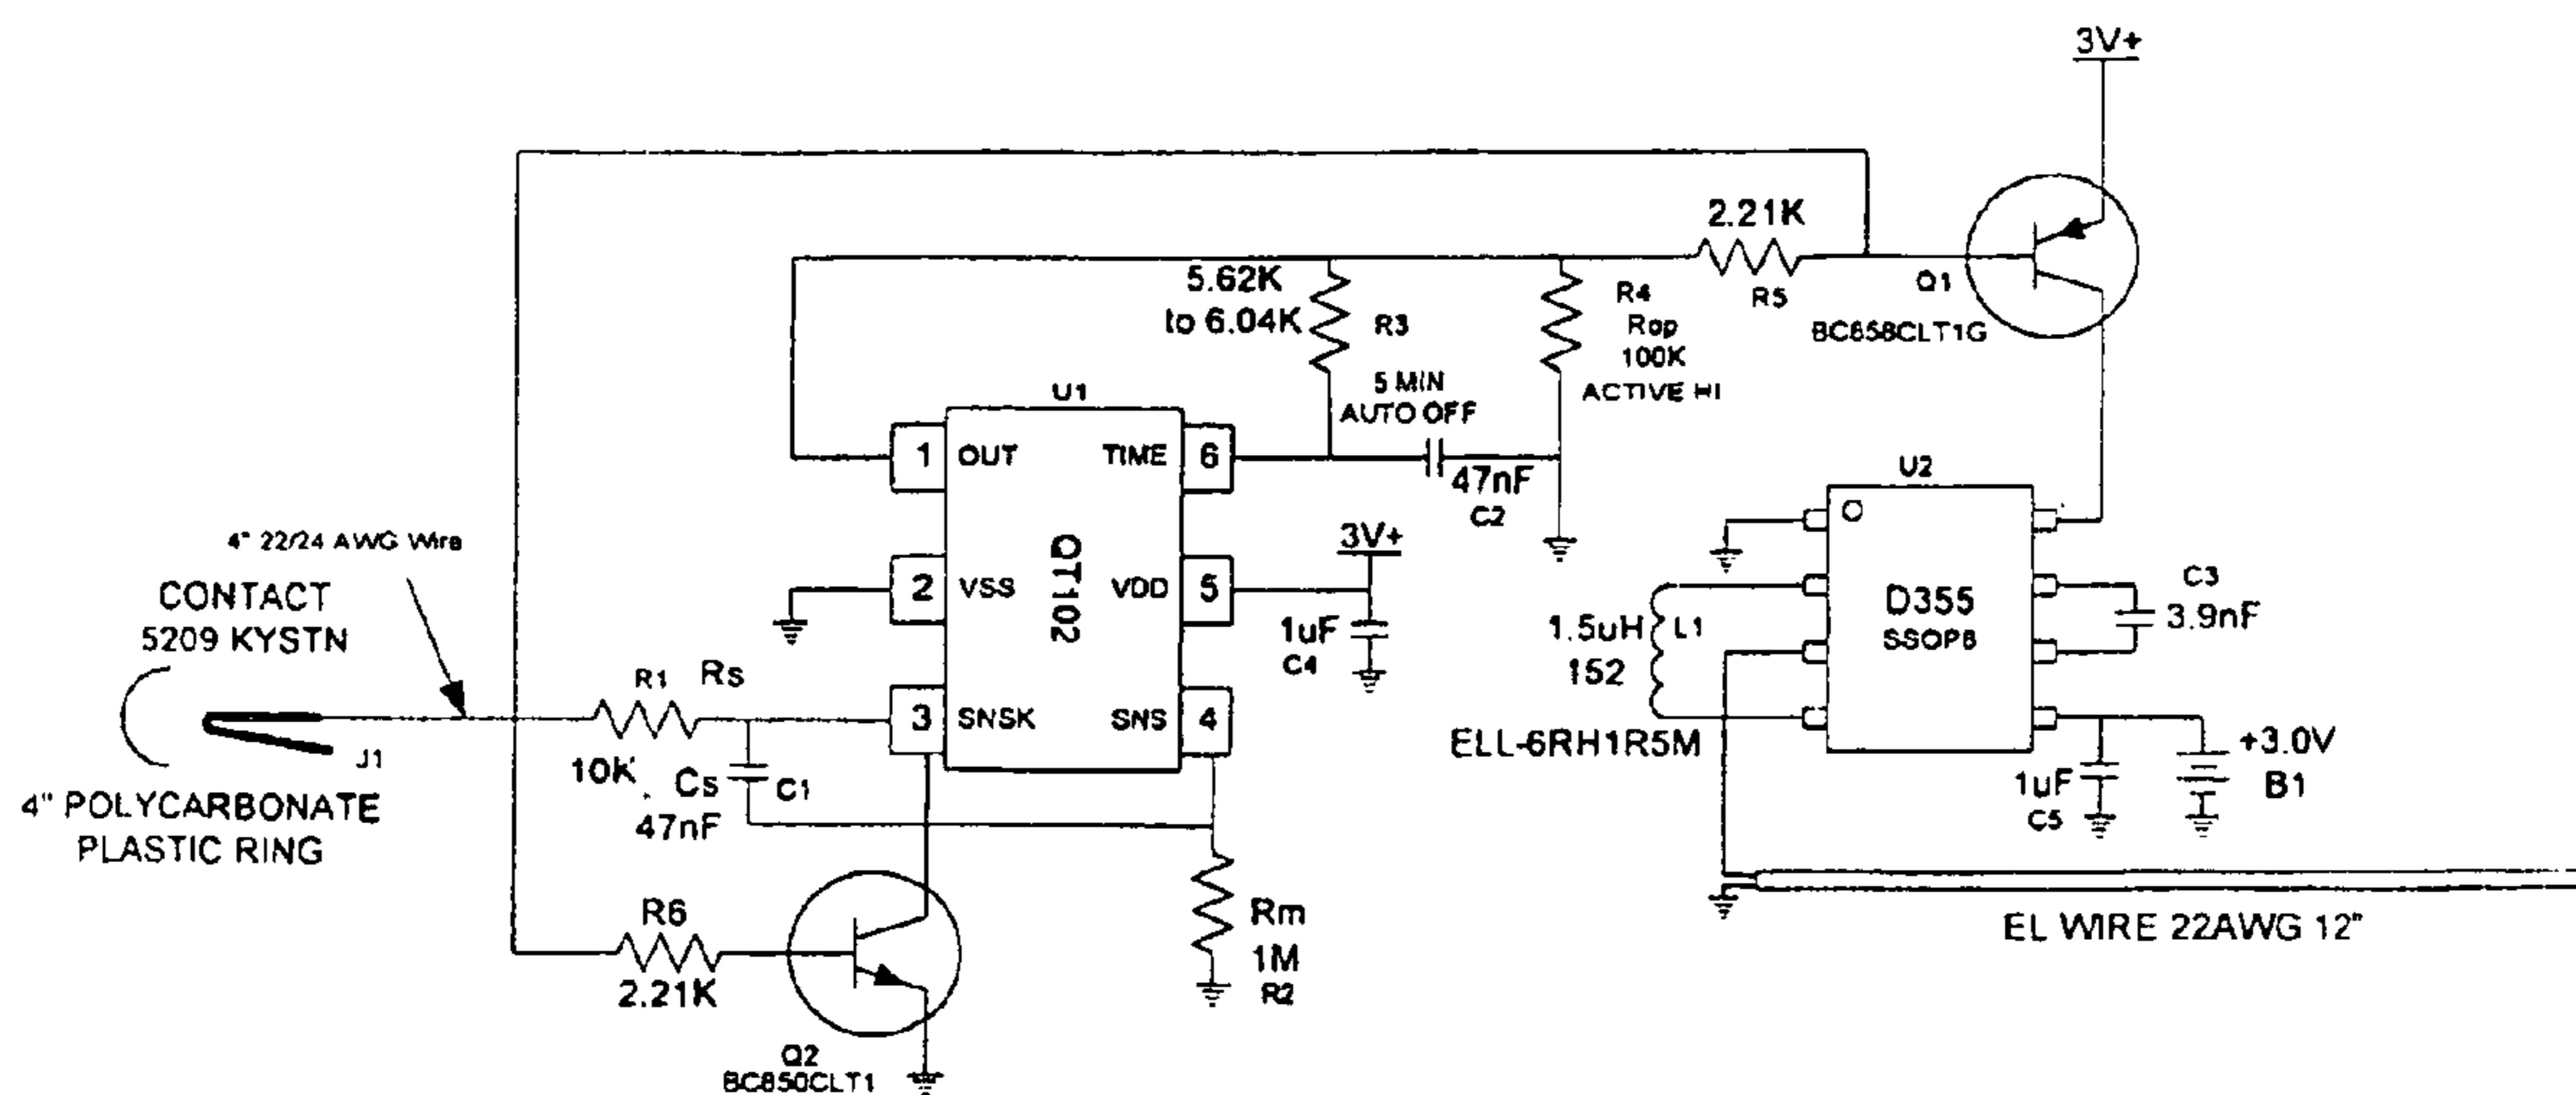 3V+
2.21K
R5
Q1
BC858CLT1G
5.62K
to 6.04K
R3
R4
Rop
100K
ACTIVE HI
5 MIN
AUTO OFF
47nF
C2
U1
1 OUT
TIME 6
2 VSS
VDD 5
3 SNSK
SNS 4
QT102
3V+
1uF
C4
4" 22/24 AWG Wire
CONTACT
5209 KYSTN
J1
4" POLYCARBONATE
PLASTIC RING
R1 Rs
10K
Cs C1
47nF
R6
2.21K
Q2
BC850CLT1
Rm
1M
R2
U2
D355
SSOP8
C3
3.9nF
1.5uH L1
152
ELL-6RH1R5M
1uF
C5
+3.0V
B1
EL WIRE 22AWG 12"